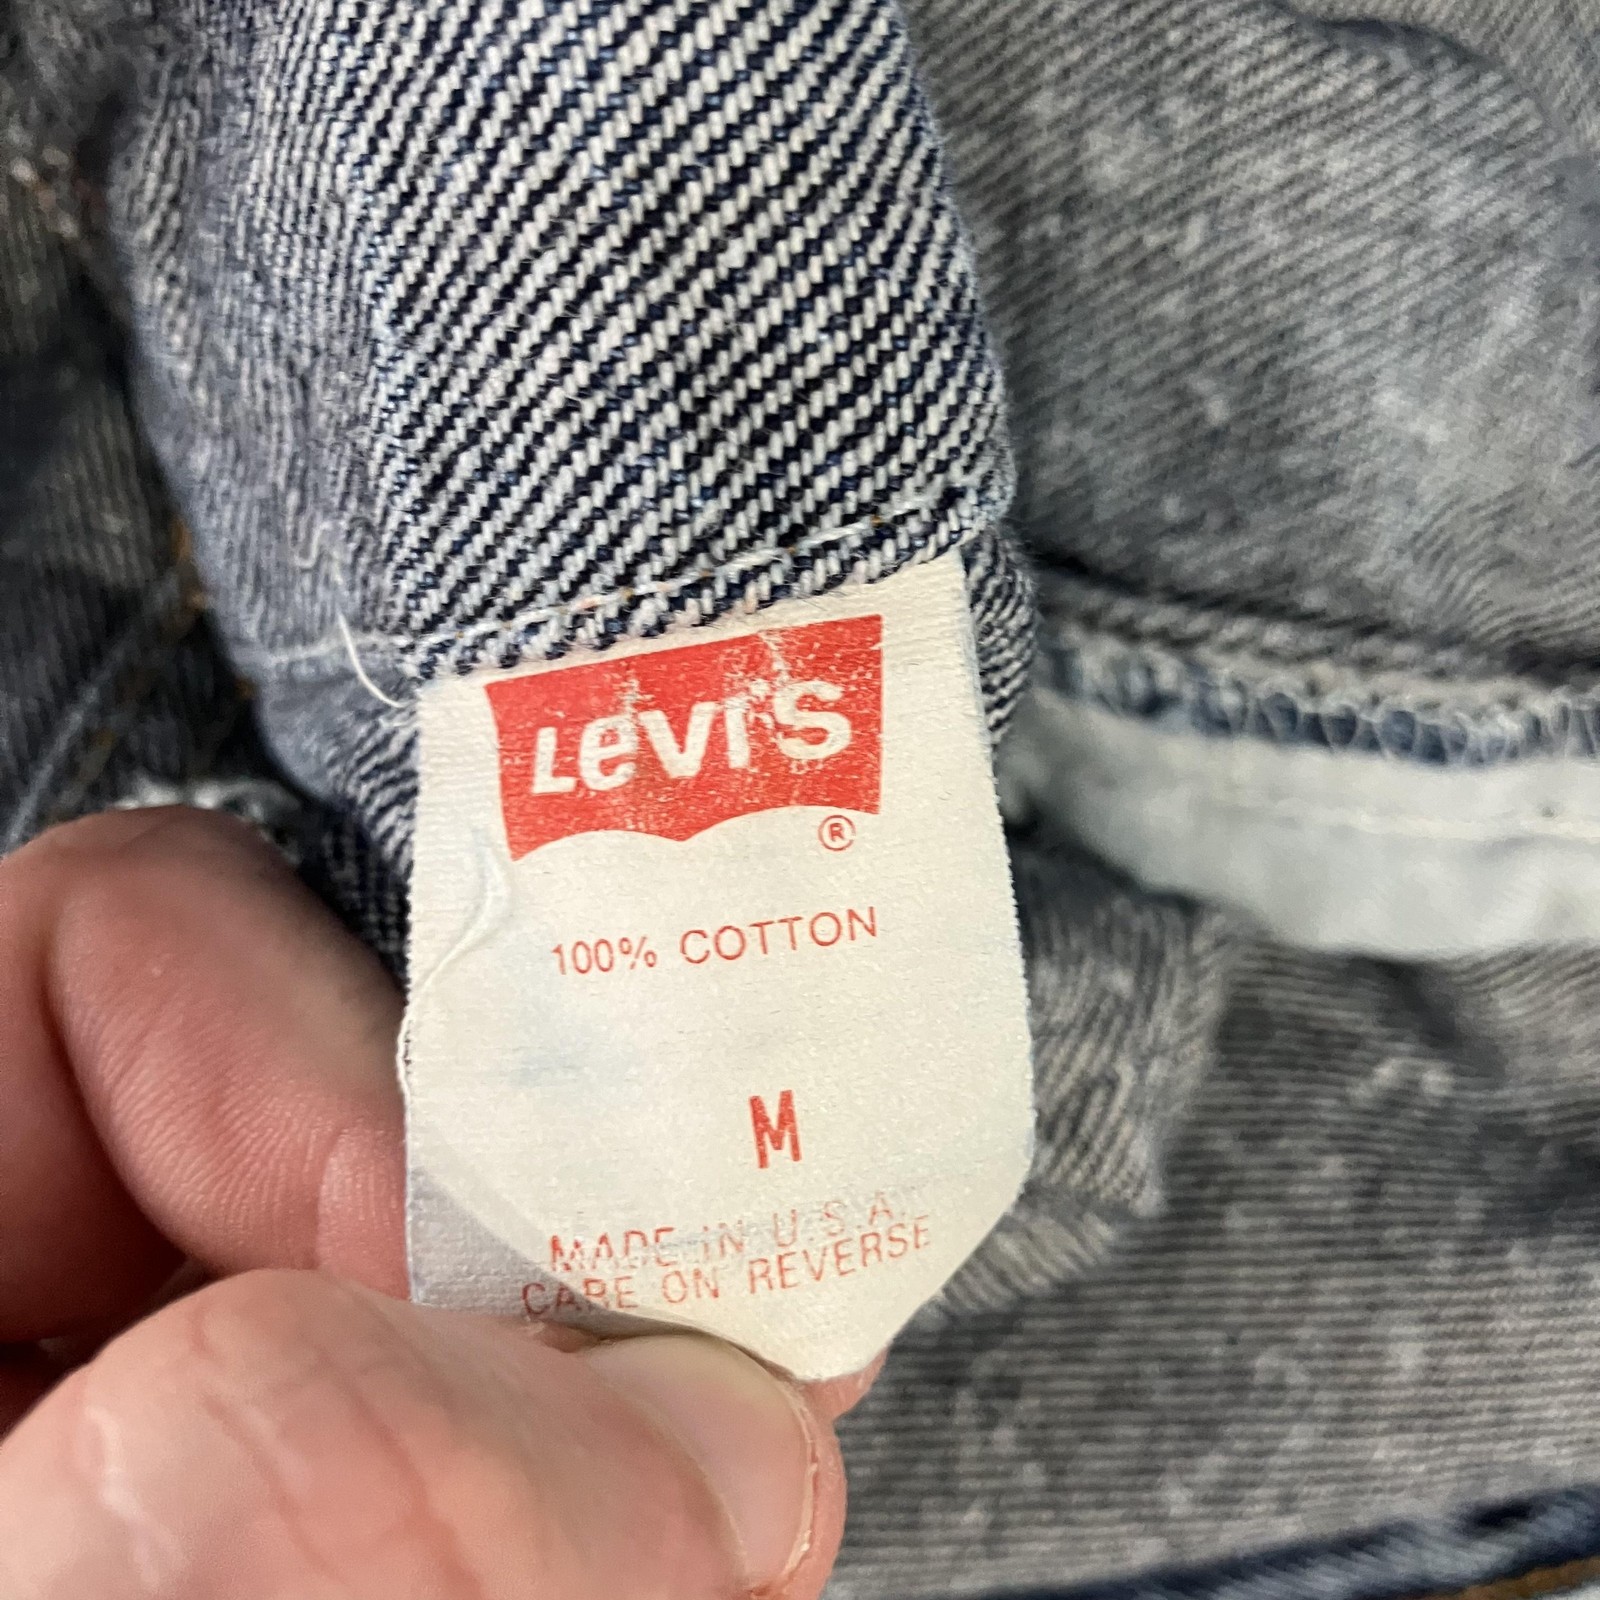 Levi's
®
100% COTTON
M
MADE IN U.S.A.
CARE ON REVERSE